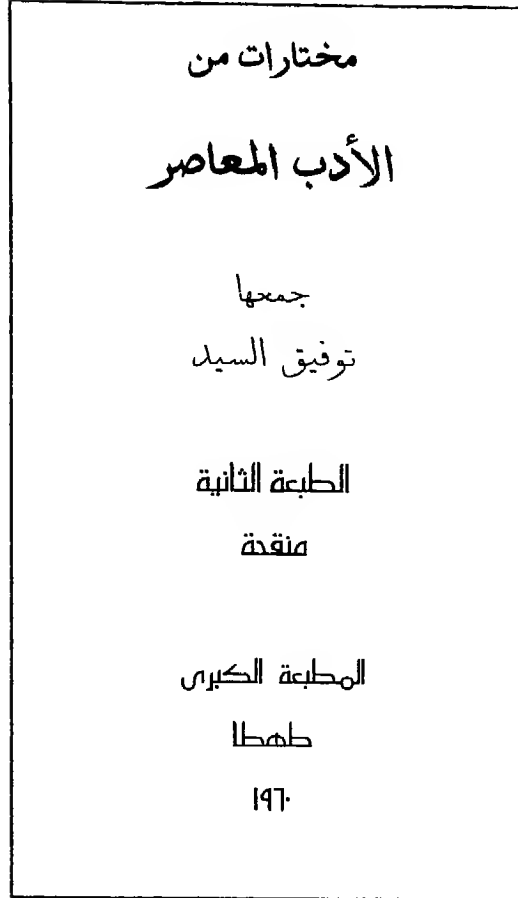 مختارات من
الأدب المعاصر
جمعها
توفيق السيد
الطبعة الثانية
منقحة
المطبعة الكبرى
طهطا
١٩٦٠